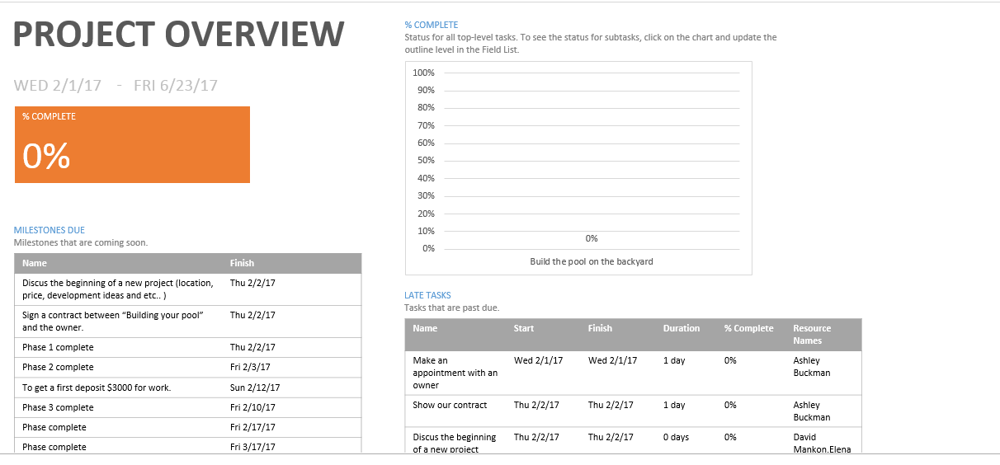 PROJECT OVERVIEW
WED 2/1/17 - FRI 6/23/17
% COMPLETE
0%
MILESTONES DUE
Milestones that are coming soon.
Name Finish
Discus the beginning of a new project (location, Thu 2/2/17
price, development ideas and etc.. )
Sign a contract between “Building your pool” Thu 2/2/17
and the owner.
Phase 1 complete Thu 2/2/17
Phase 2 complete Fri 2/3/17
To get a first deposit $3000 for work. Sun 2/12/17
Phase 3 complete Fri 2/10/17
Phase complete Fri 2/17/17
Phase complete Fri 3/17/17
% COMPLETE
Status for all top-level tasks. To see the status for subtasks, click on the chart and update the
outline level in the Field List.
100%
90%
80%
70%
60%
50%
40%
30%
20%
10%
0%
0%
Build the pool on the backyard
LATE TASKS
Tasks that are past due.
Name Start Finish Duration % Complete Resource
Names
Make an Wed 2/1/17 Wed 2/1/17 1 day 0% Ashley
appointment with an Buckman
owner
Show our contract Thu 2/2/17 Thu 2/2/17 1 day 0% Ashley
Buckman
Discus the beginning Thu 2/2/17 Thu 2/2/17 0 days 0% David
of a new project Mankon,Elena